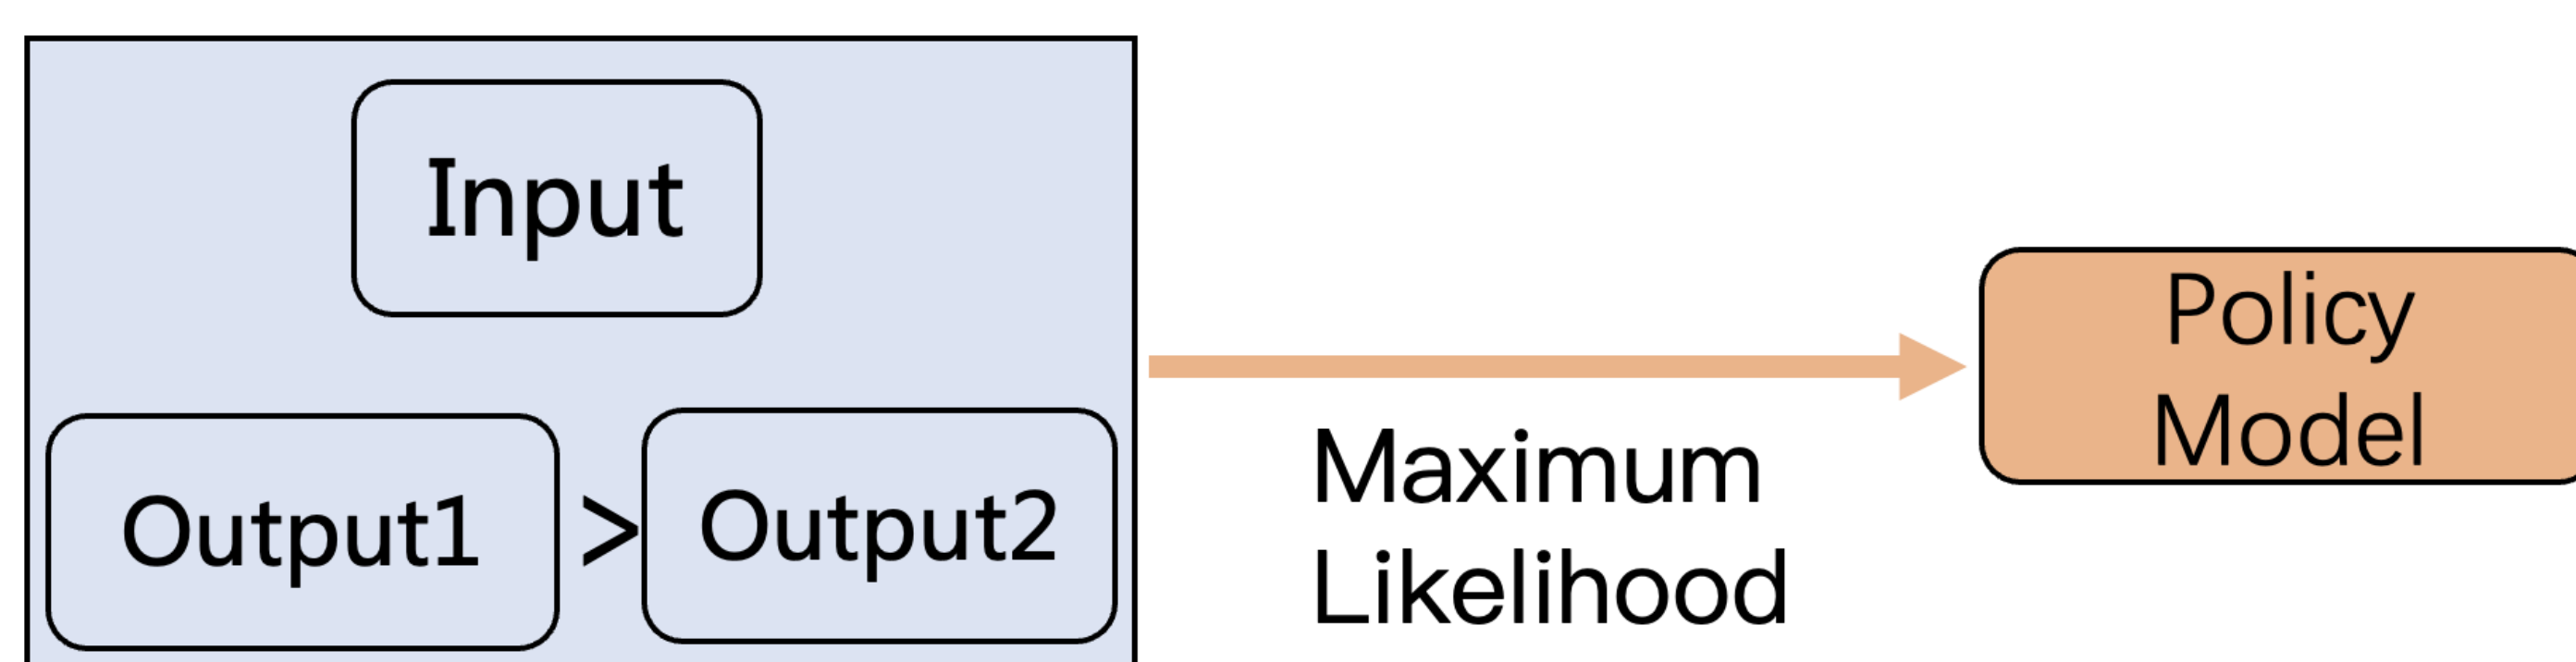 Input
Output1 > Output2
Maximum
Likelihood
Policy
Model